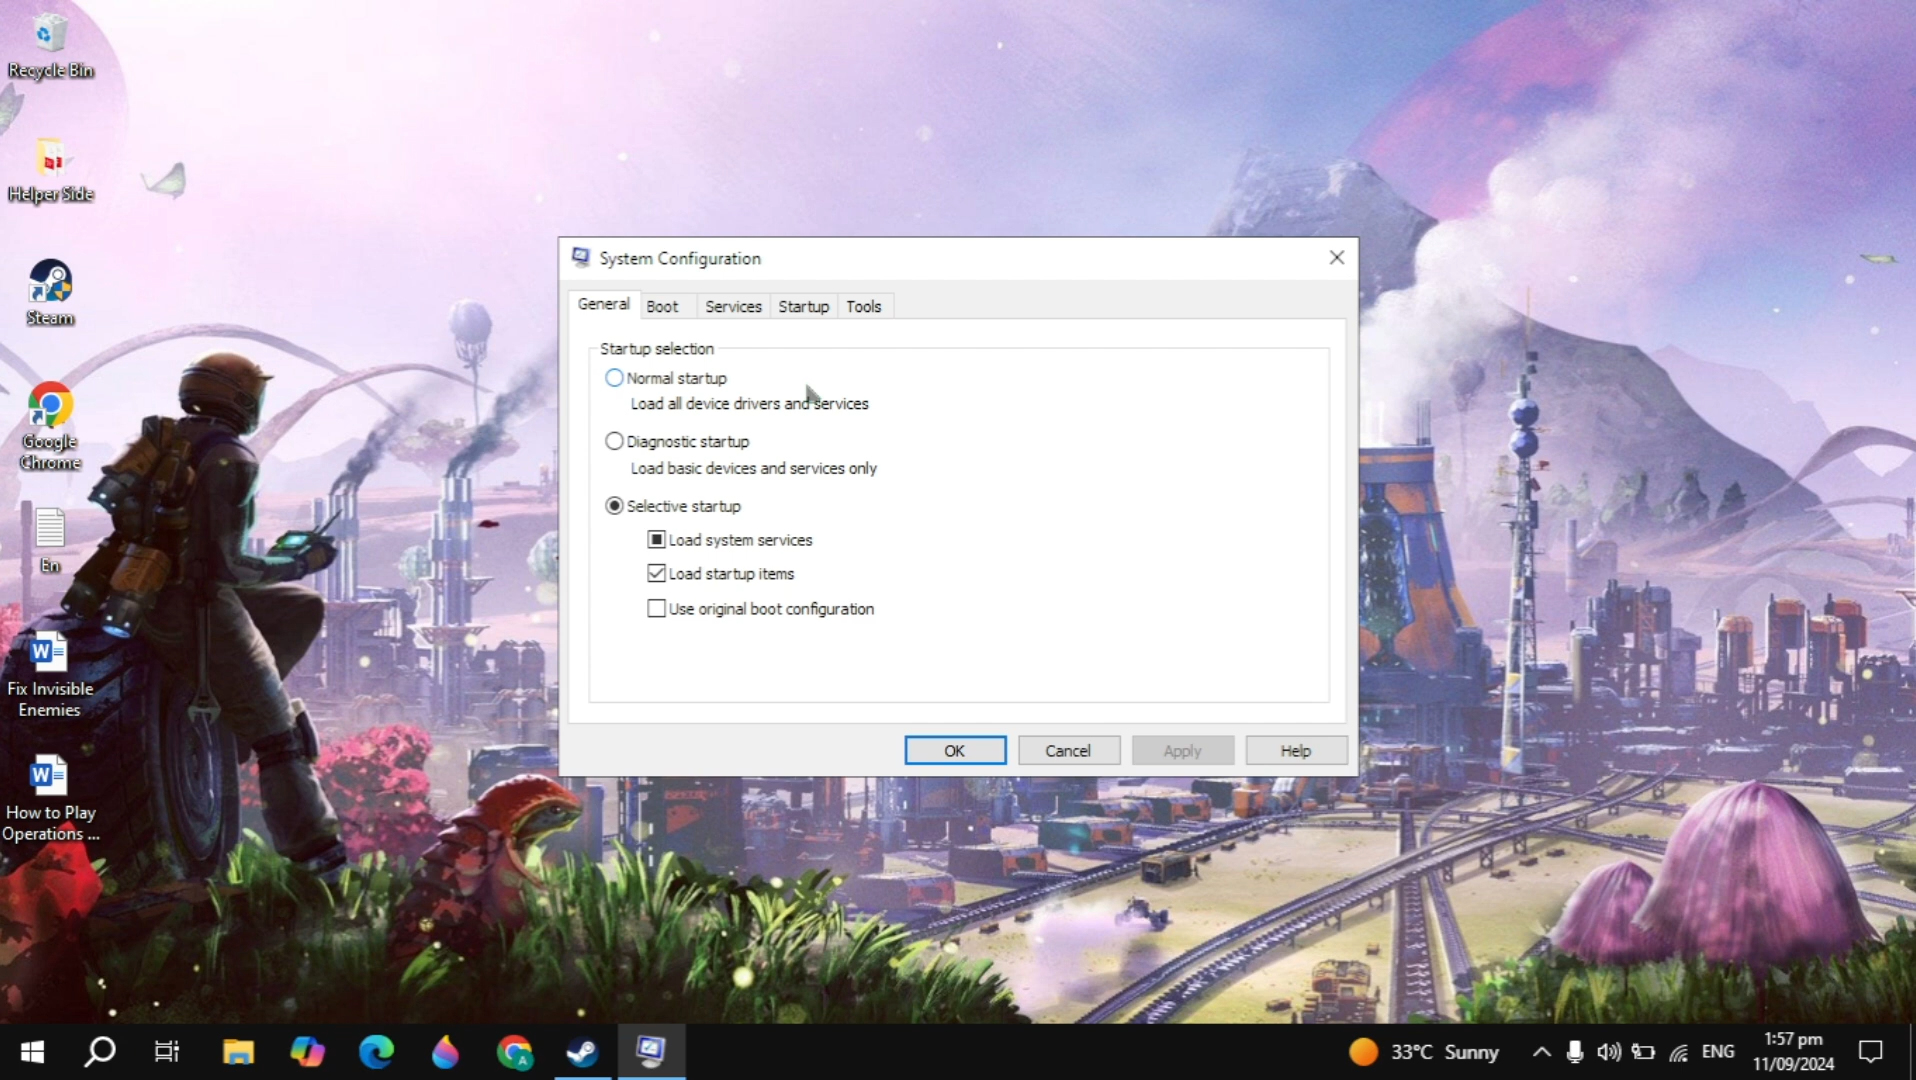 Recycle Bin
Helper Side
Steam
Google
Chrome
En
Fix Invisible
Enemies
How to Play
Operations ...
System Configuration
General
Boot
Services
Startup
Tools
Startup selection
Normal startup
Load all device drivers and services
Diagnostic startup
Load basic devices and services only
Selective startup
Load system services
Load startup items
Use original boot configuration
OK
Cancel
Apply
Help
33°C Sunny
ENG
1:57 pm
11/09/2024